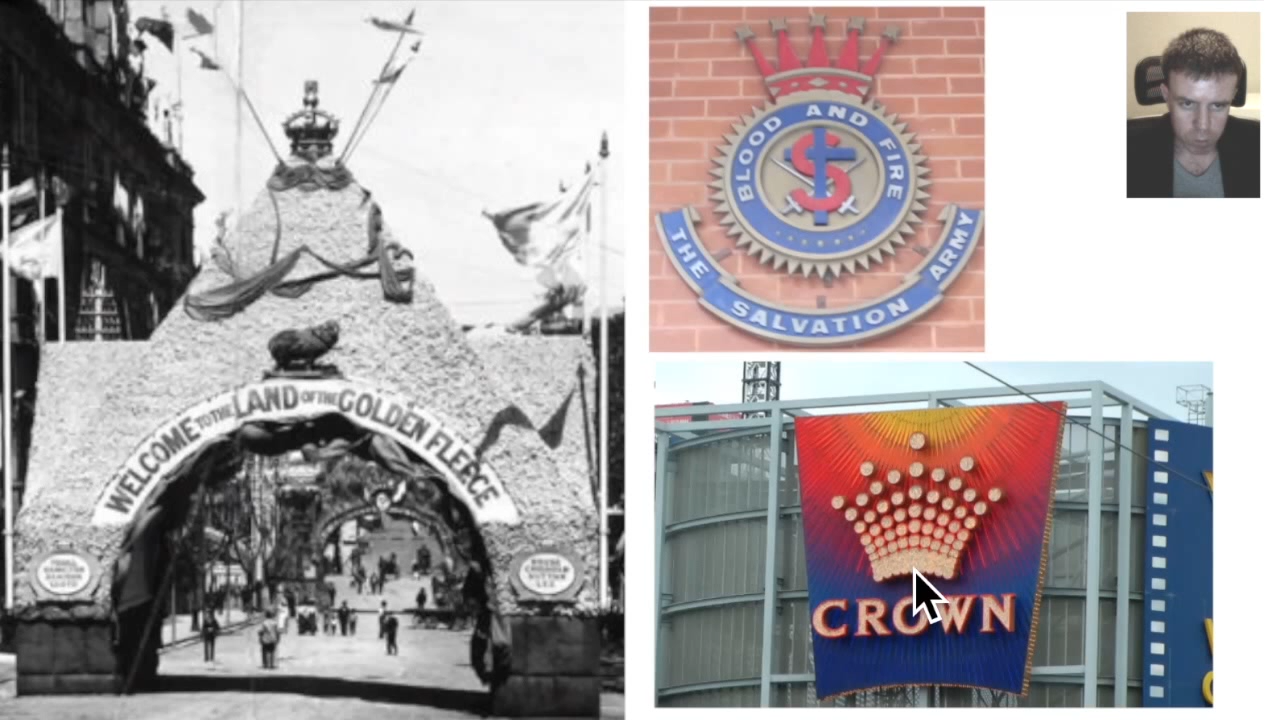 WELCOME TO THE LAND OF THE GOLDEN FLEECE
BLOOD AND FIRE
THE SALVATION ARMY
CROWN